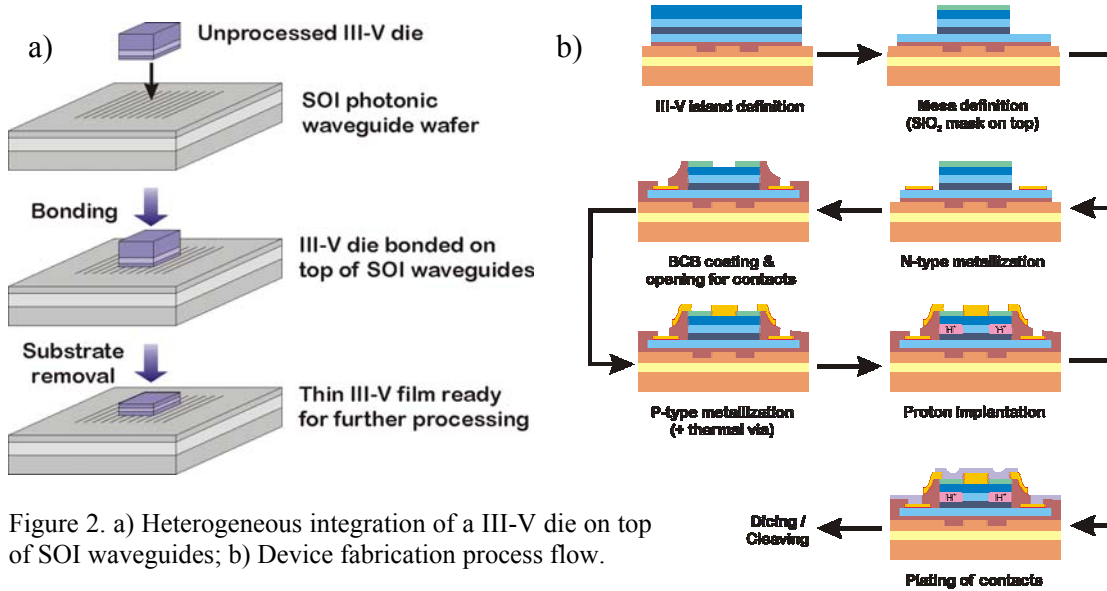 a)
Unprocessed III-V die
SOI photonic
waveguide wafer
Bonding
III-V die bonded on
top of SOI waveguides
Substrate
removal
Thin III-V film ready
for further processing
Figure 2. a) Heterogeneous integration of a III-V die on top
of SOI waveguides; b) Device fabrication process flow.
b)
III-V island definition
Mesa definition
(SiO₂ mask on top)
N-type metallization
BCB coating &
opening for contacts
P-type metallization
(+ thermal via)
H⁺ H⁺
Proton implantation
H⁺ H⁺
Plating of contacts
Dicing /
Cleaving